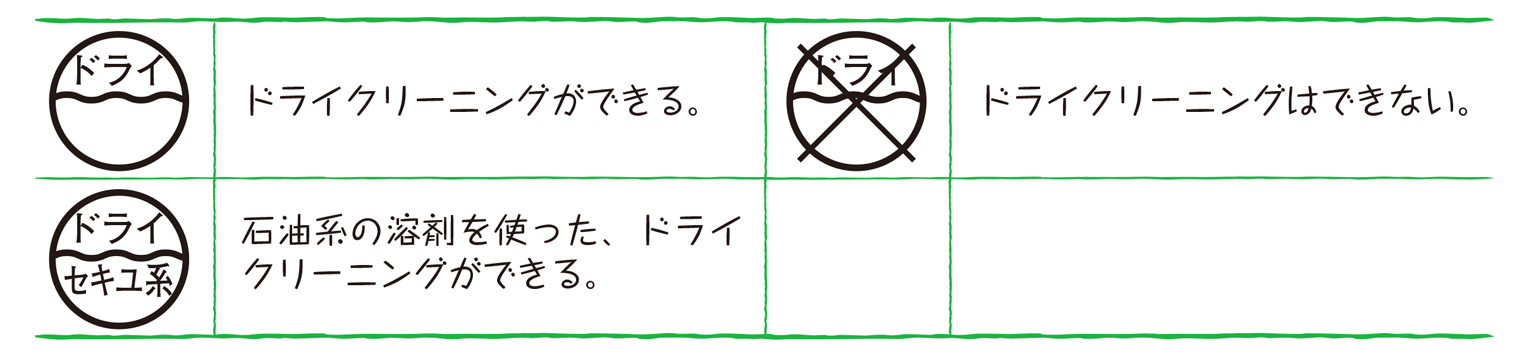 ドライ
ドライクリーニングができる。
ドライ
ドライクリーニングはできない。
ドライ
セキユ系
石油系の溶剤を使った、ドライ
クリーニングができる。